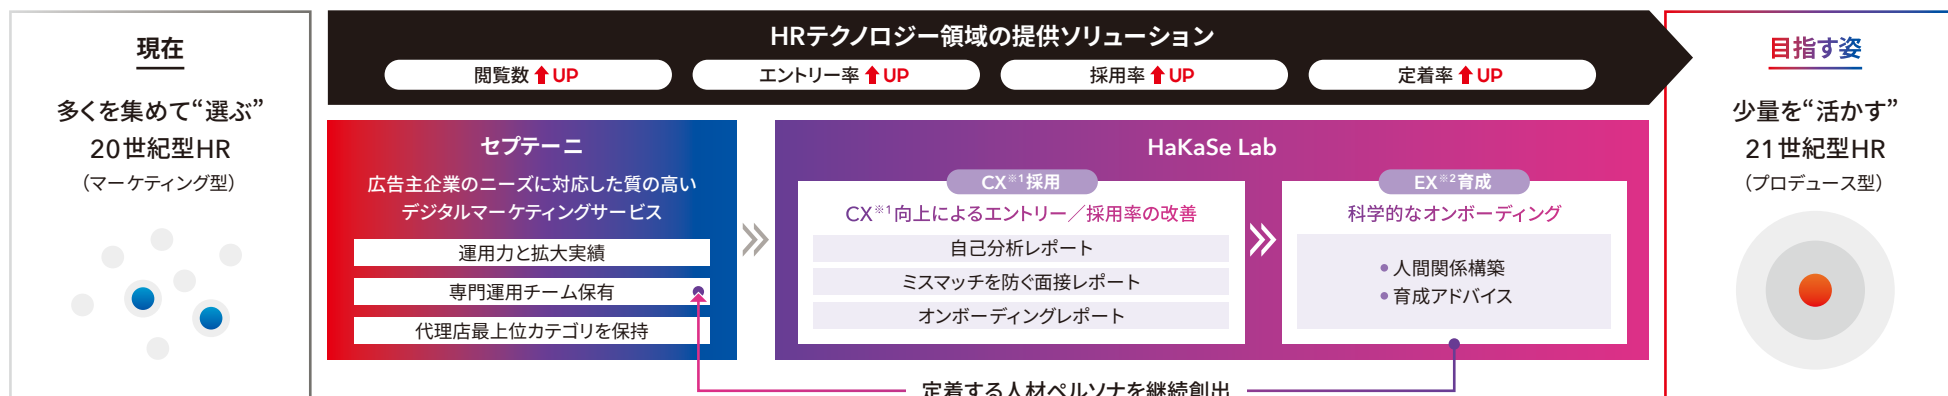 現在
多くを集めて“選ぶ”
20世紀型HR
（マーケティング型）
HRテクノロジー領域の提供ソリューション
閲覧数 UP
エントリー率 UP
採用率 UP
定着率 UP
セプテーニ
広告主企業のニーズに対応した質の高い
デジタルマーケティングサービス
運用力と拡大実績
専門運用チーム保有
代理店最上位カテゴリを保持
HaKaSe Lab
CX※1採用
CX※1向上によるエントリー／採用率の改善
自己分析レポート
ミスマッチを防ぐ面接レポート
オンボーディングレポート
EX※2育成
科学的なオンボーディング
• 人間関係構築
• 育成アドバイス
定着する人材ペルソナを継続創出
目指す姿
少量を“活かす”
21世紀型HR
（プロデュース型）